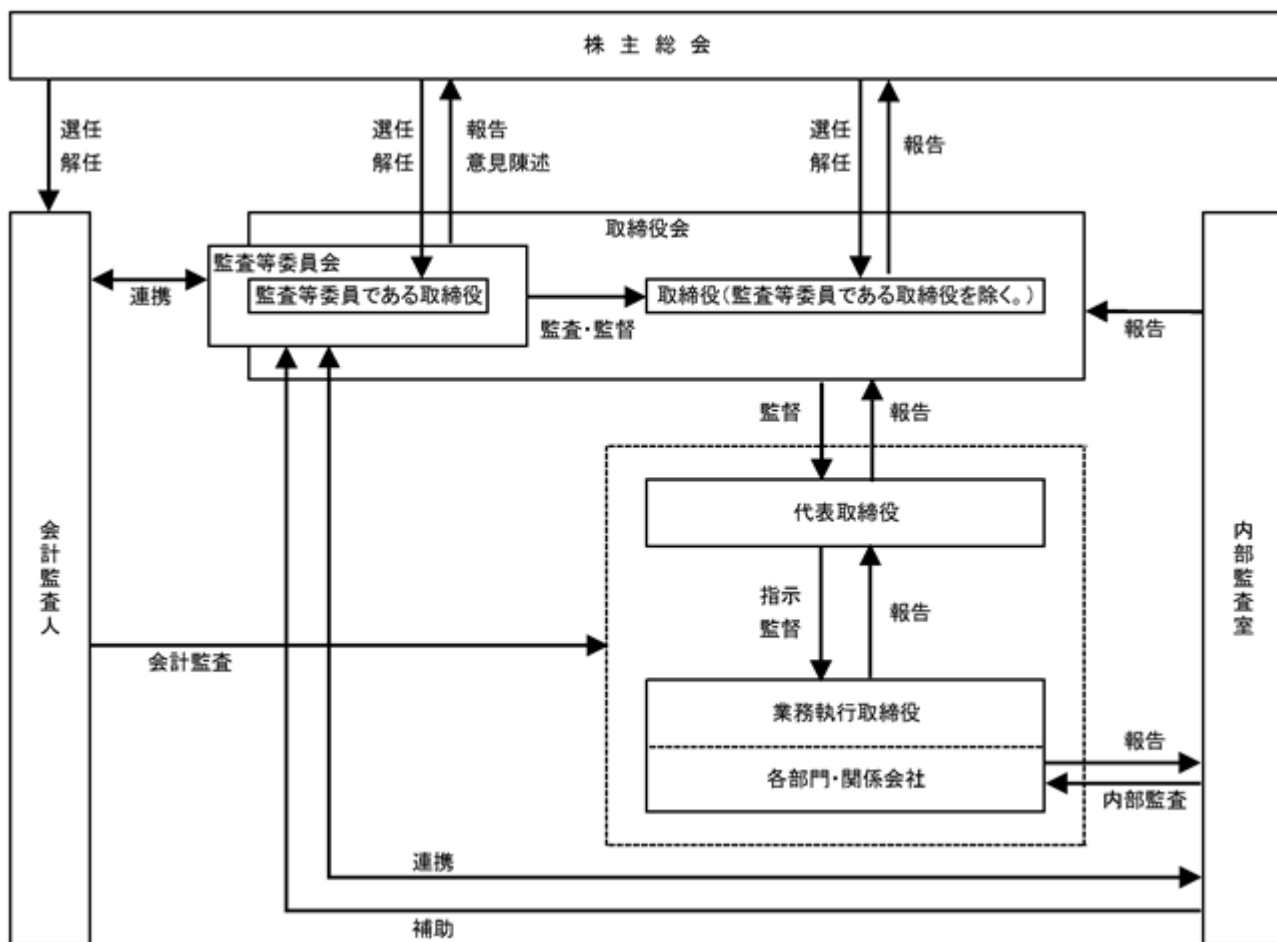 株主総会
選任
解任
選任
解任
報告
意見陳述
選任
解任
報告
取締役会
監査等委員会
監査等委員である取締役
取締役(監査等委員である取締役を除く。)
連携
監査・監督
報告
監督
報告
代表取締役
会計監査人
内部監査室
指示
監督
報告
会計監査
業務執行取締役
各部門・関係会社
報告
内部監査
連携
補助